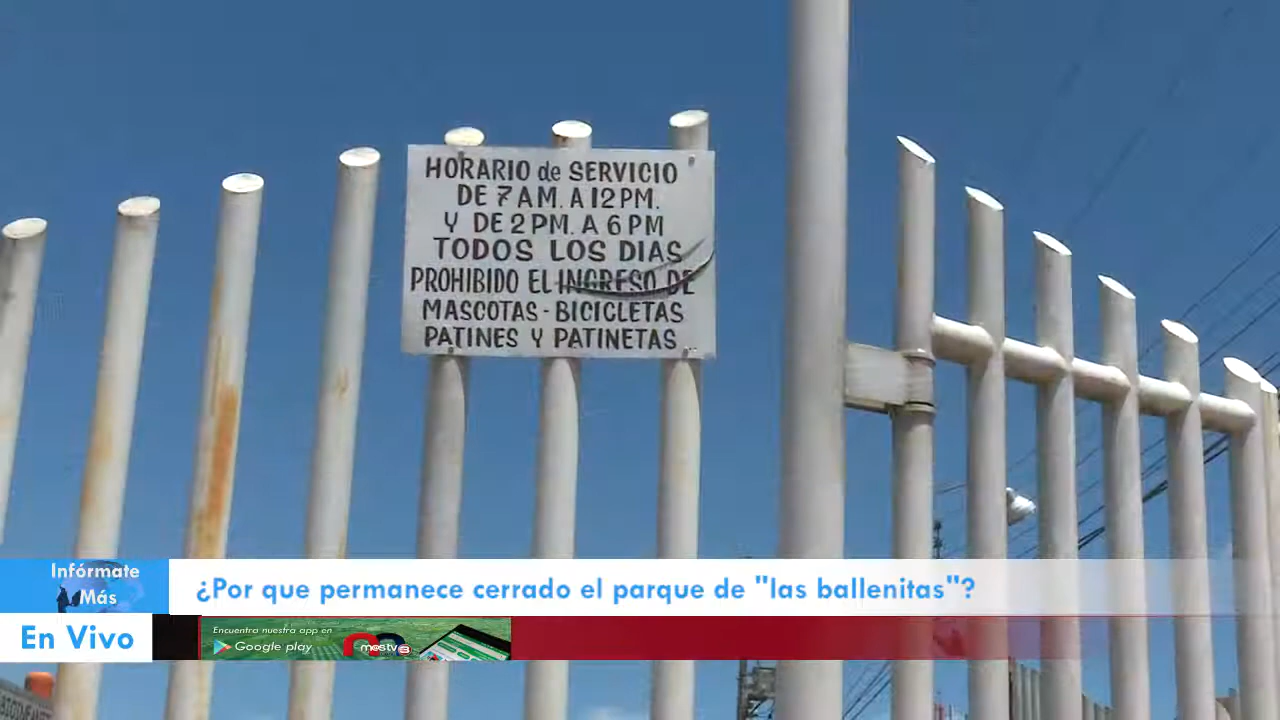 HORARIO de SERVICIO
DE 7 AM. A 12 PM.
Y DE 2 PM. A 6 PM
TODOS LOS DIAS
PROHIBIDO EL INGRESO DE
MASCOTAS - BICICLETAS
PATINES Y PATINETAS
Infórmate
Más
¿Por que permanece cerrado el parque de "las ballenitas"?
En Vivo
Encuentra nuestra app en
Google play
mostv